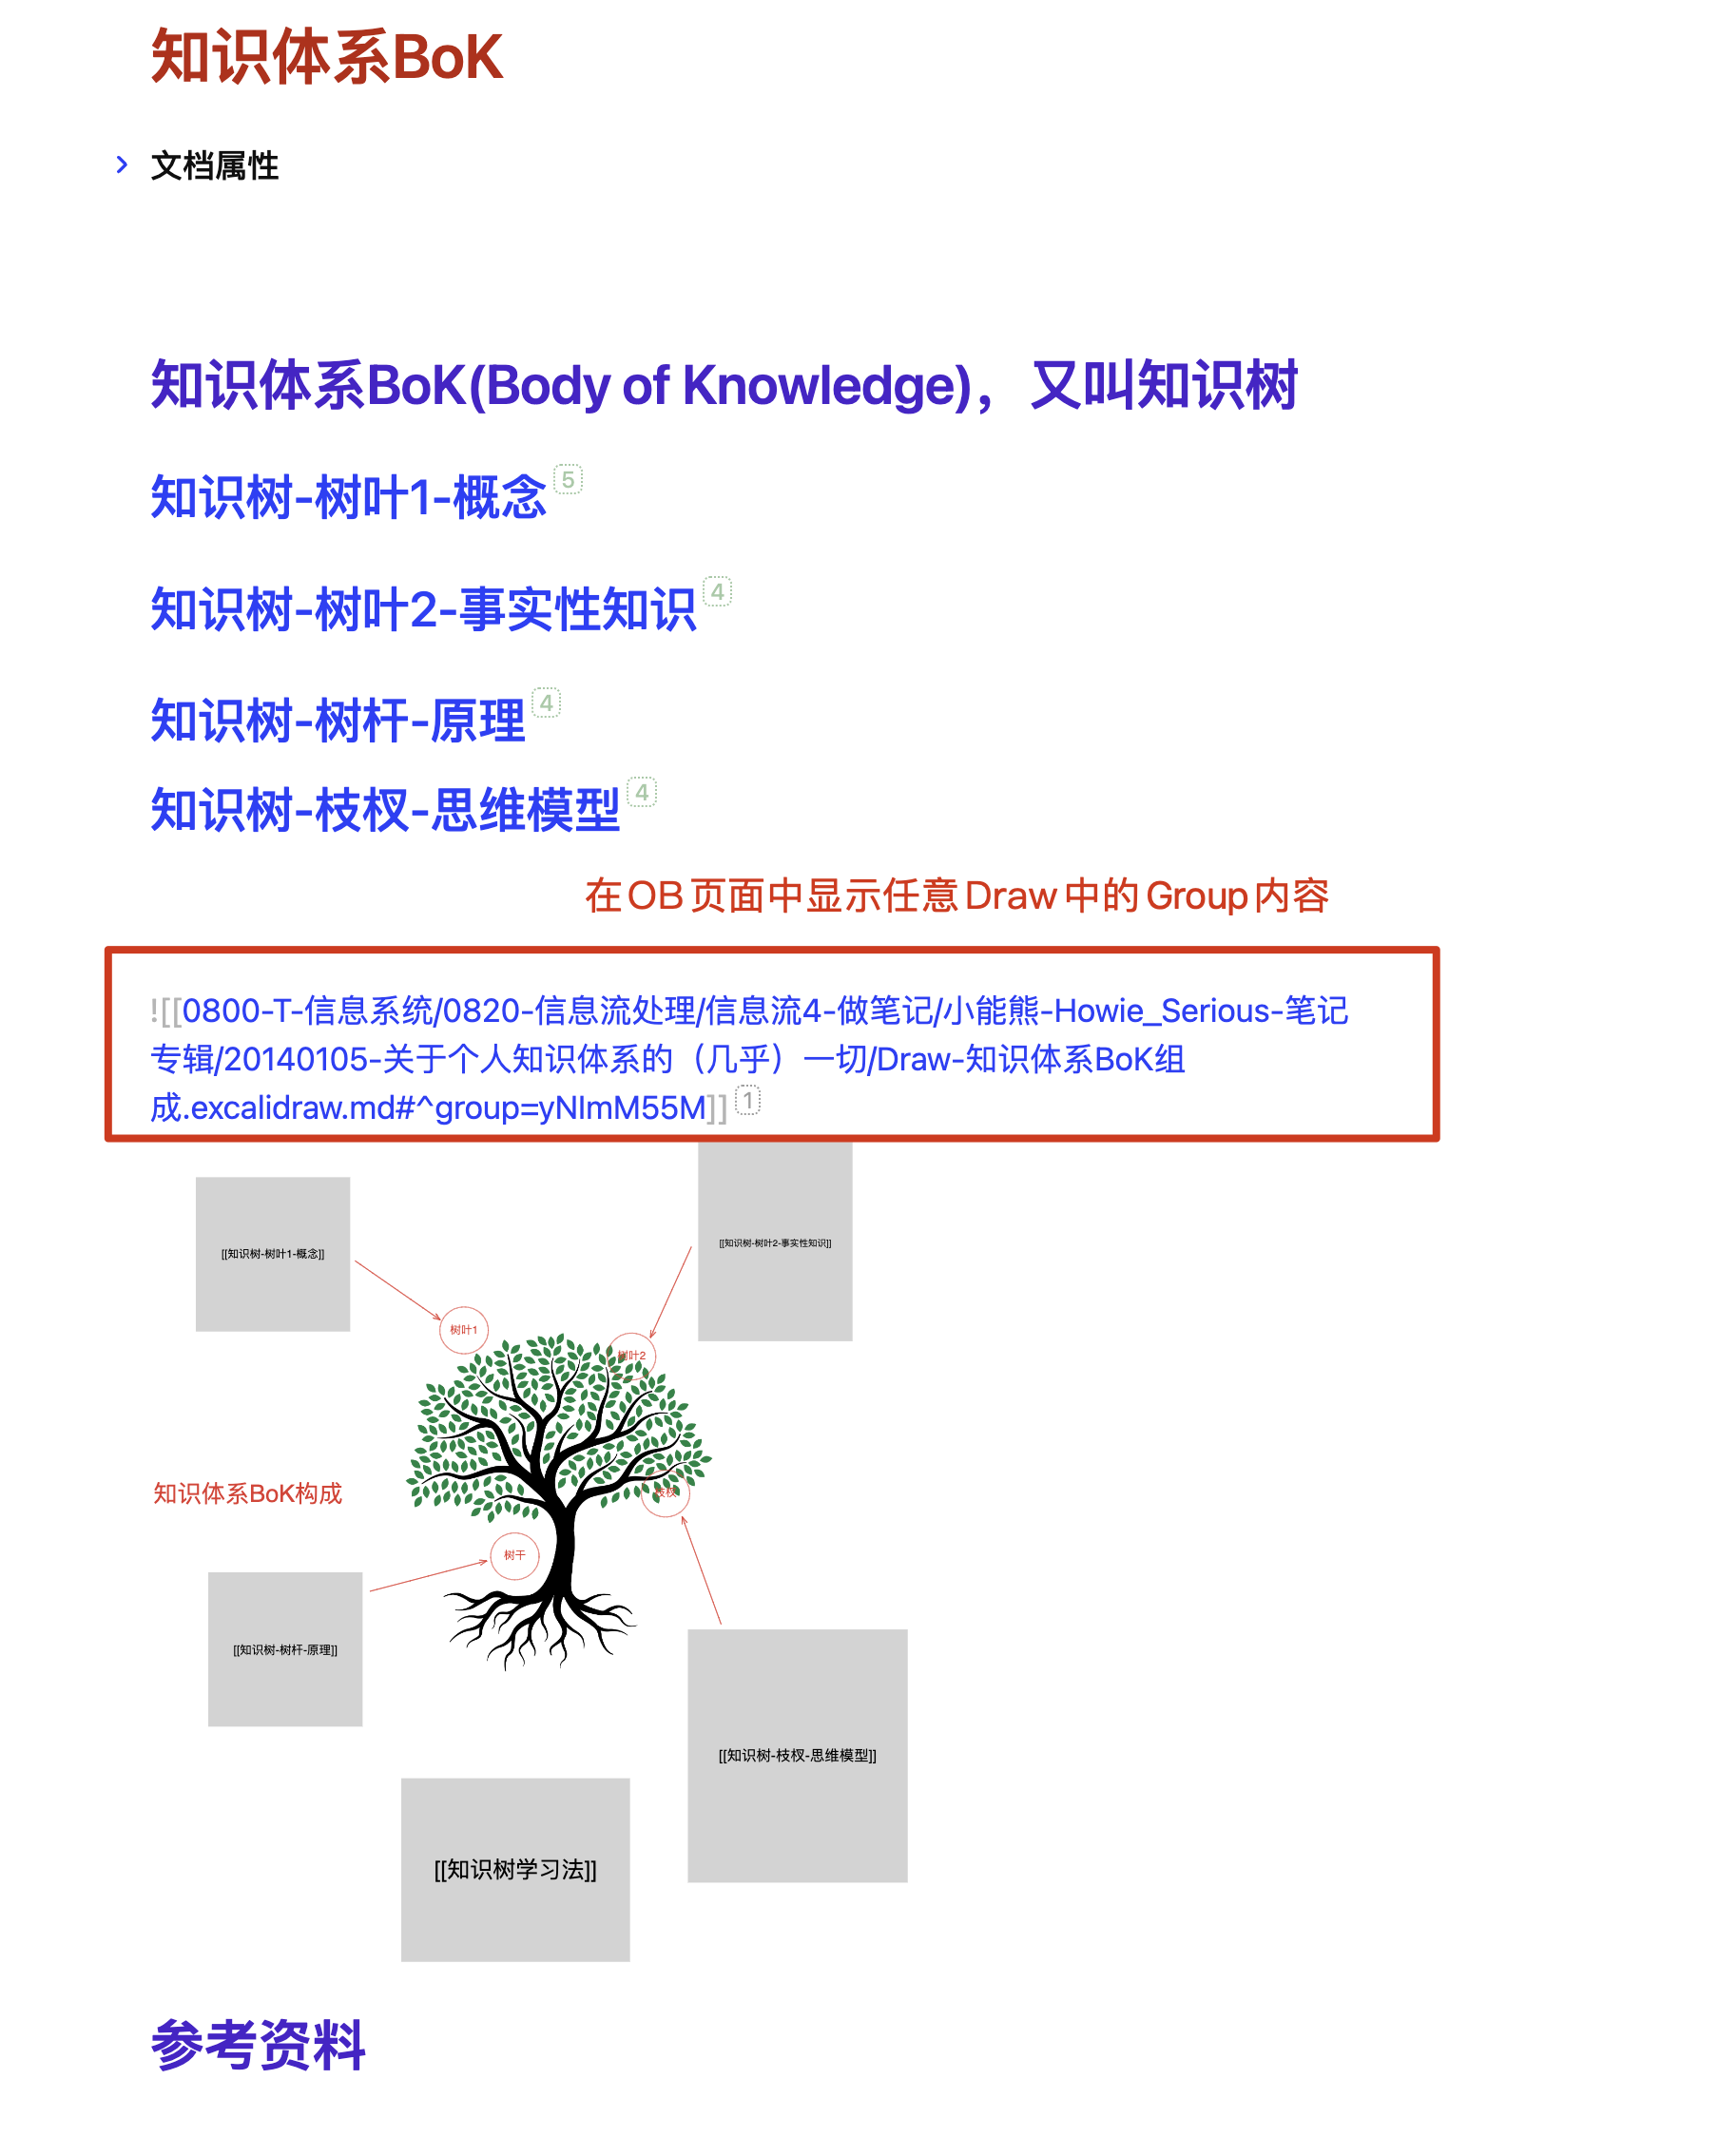 知识体系BoK
文档属性
知识体系BoK(Body of Knowledge)，又叫知识树
知识树-树叶1-概念 5
知识树-树叶2-事实性知识 4
知识树-树杆-原理 4
知识树-枝杈-思维模型 4
在OB页面中显示任意Draw中的Group内容
![[0800-T-信息系统/0820-信息流处理/信息流4-做笔记/小能熊-Howie_Serious-笔记
专辑/20140105-关于个人知识体系的（几乎）一切/Draw-知识体系BoK组
成.excalidraw.md#^group=yNlmM55M]] 1
[[知识树-树叶1-概念]]
[[知识树-树叶2-事实性知识]]
树叶1
树叶2
知识体系BoK构成
枝杈
树干
[[知识树-树杆-原理]]
[[知识树-枝杈-思维模型]]
[[知识树学习法]]
参考资料